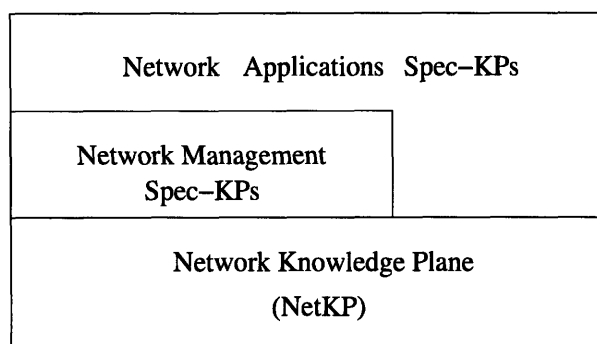 Network Applications Spec–KPs
Network Management
Spec–KPs
Network Knowledge Plane
(NetKP)